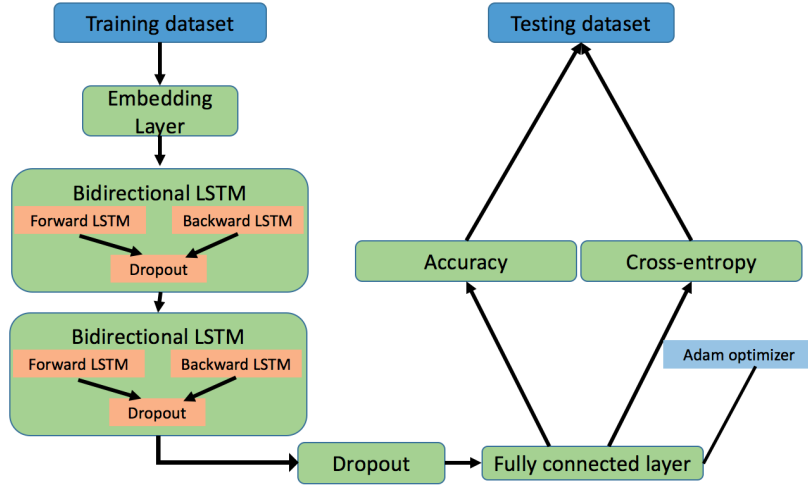 Training dataset
Embedding
Layer
Bidirectional LSTM
Forward LSTM
Backward LSTM
Dropout
Bidirectional LSTM
Forward LSTM
Backward LSTM
Dropout
Dropout
Fully connected layer
Adam optimizer
Accuracy
Cross-entropy
Testing dataset